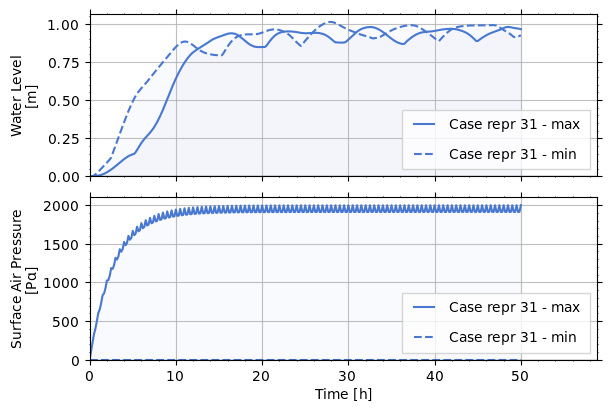 1.00
0.75
0.50
0.25
0.00
Water Level
[m]
Case repr 31 - max
Case repr 31 - min
2000
1500
1000
500
0
Surface Air Pressure
[Pa]
Case repr 31 - max
Case repr 31 - min
0 10 20 30 40 50
Time [h]